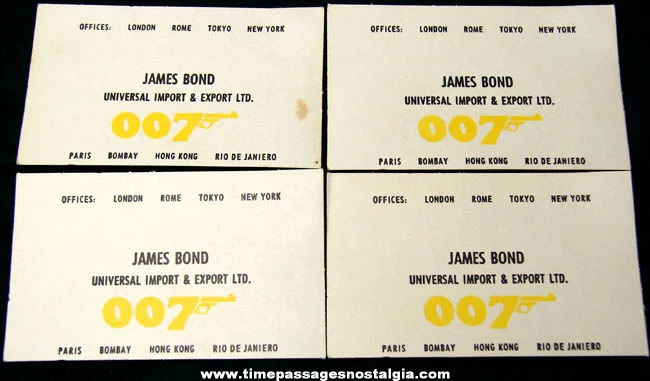 OFFICES: LONDON ROME TOKYO NEW YORK
JAMES BOND
UNIVERSAL IMPORT & EXPORT LTD.
007
PARIS BOMBAY HONG KONG RIO DE JANIERO
OFFICES: LONDON ROME TOKYO NEW YORK
JAMES BOND
UNIVERSAL IMPORT & EXPORT LTD.
007
PARIS BOMBAY HONG KONG RIO DE JANIERO
OFFICES: LONDON ROME TOKYO NEW YORK
JAMES BOND
UNIVERSAL IMPORT & EXPORT LTD.
007
PARIS BOMBAY HONG KONG RIO DE JANIERO
OFFICES: LONDON ROME TOKYO NEW YORK
JAMES BOND
UNIVERSAL IMPORT & EXPORT LTD.
007
PARIS BOMBAY HONG KONG RIO DE JANIERO
www.timepassagesnostalgia.com